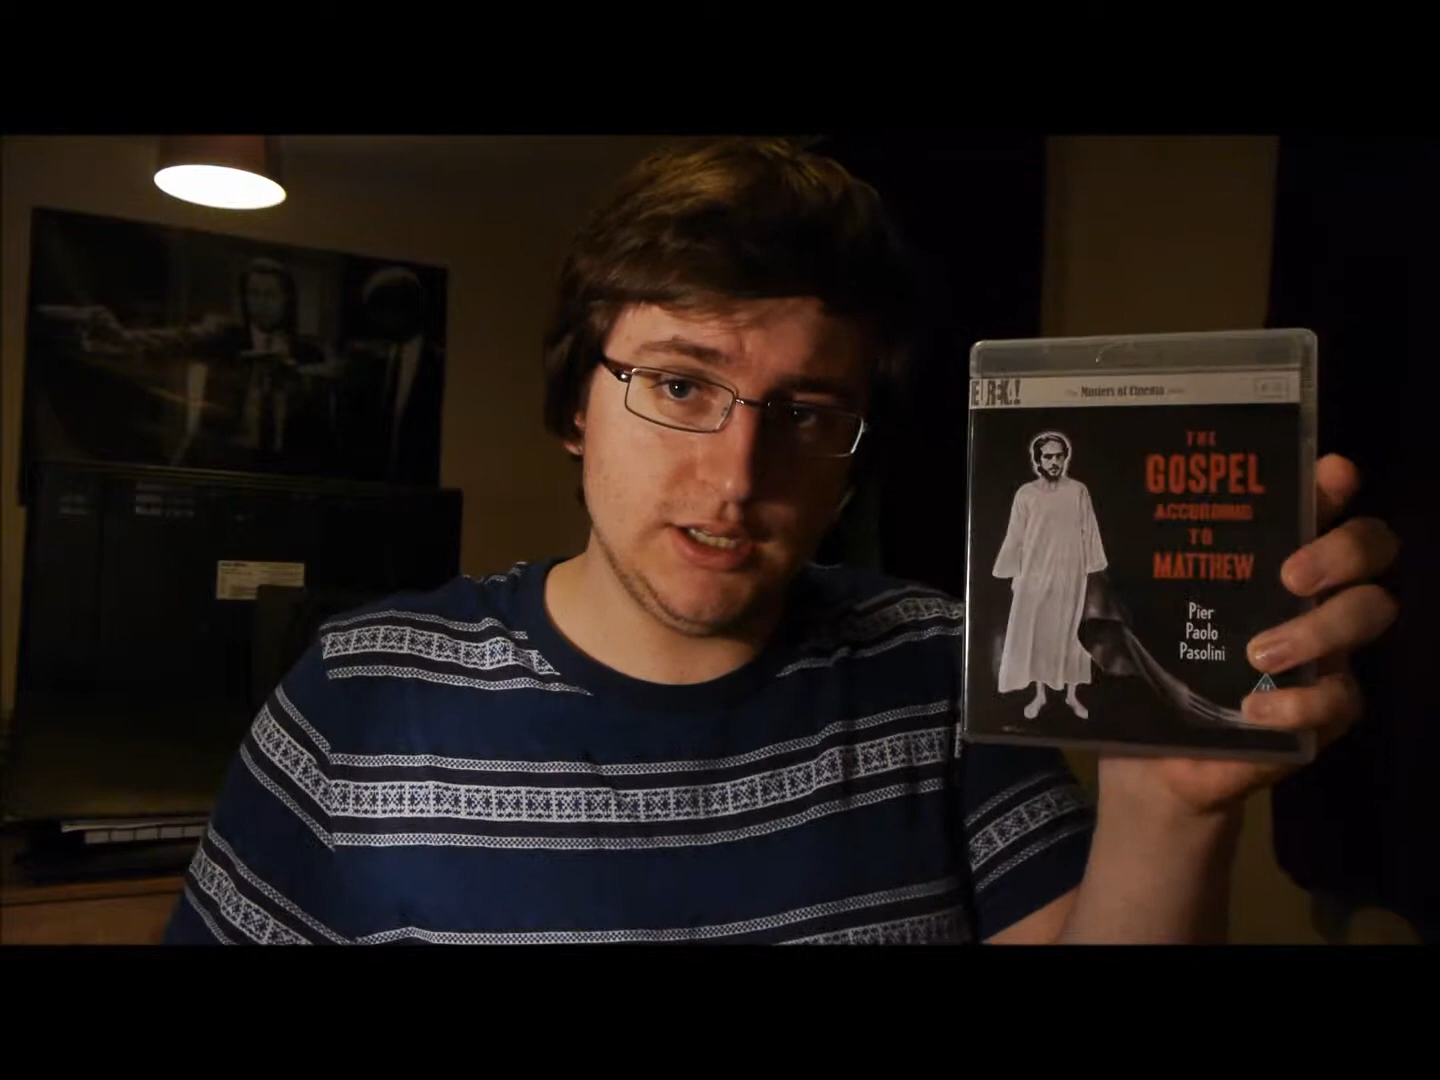 EUREKA!
The Masters of Cinema Series
THE
GOSPEL
ACCORDING
TO
MATTHEW
Pier
Paolo
Pasolini